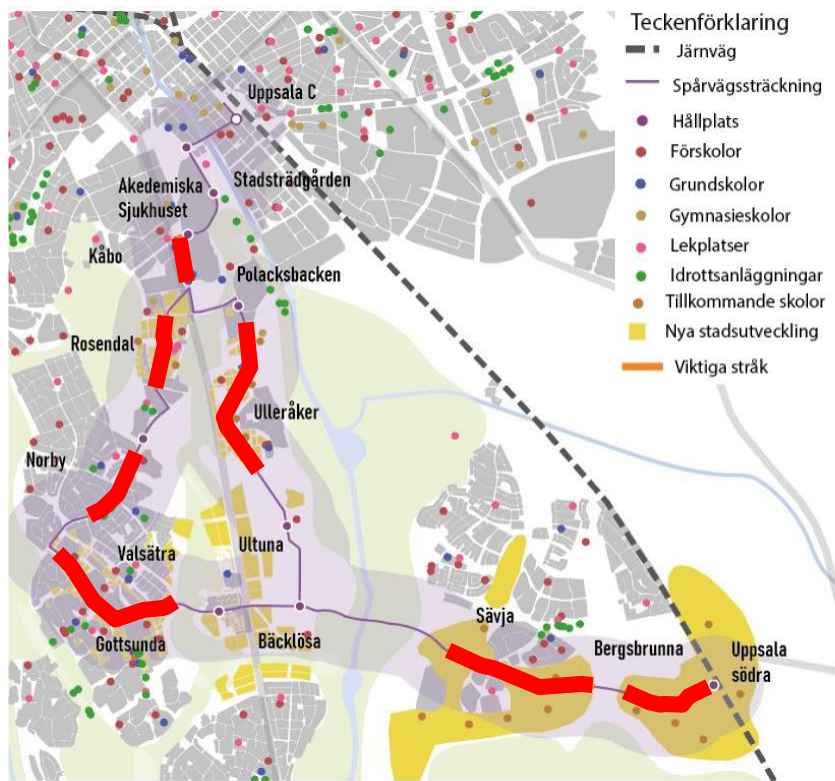 Teckenförklaring
Järnväg
Spårvägssträckning
Hållplats
Förskolor
Grundskolor
Gymnasieskolor
Lekplatser
Idrottsanläggningar
Tillkommande skolor
Nya stadsutveckling
Viktiga stråk
Uppsala C
Akedemiska
Sjukhuset
Stadsträdgården
Kåbo
Polacksbacken
Rosendal
Ulleråker
Norby
Valsätra
Ultuna
Gottsunda
Bäcklösa
Sävja
Bergsbrunna
Uppsala
södra